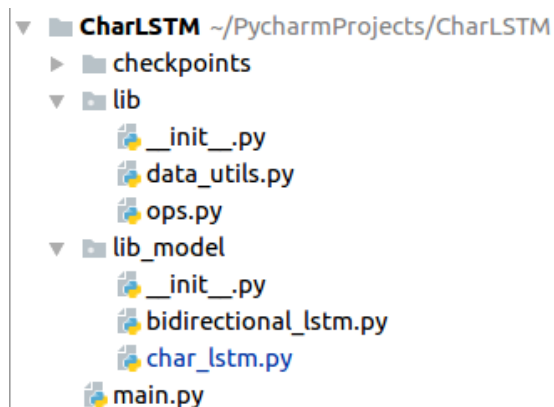 CharLSTM ~/PycharmProjects/CharLSTM
checkpoints
lib
__init__.py
data_utils.py
ops.py
lib_model
__init__.py
bidirectional_lstm.py
char_lstm.py
main.py